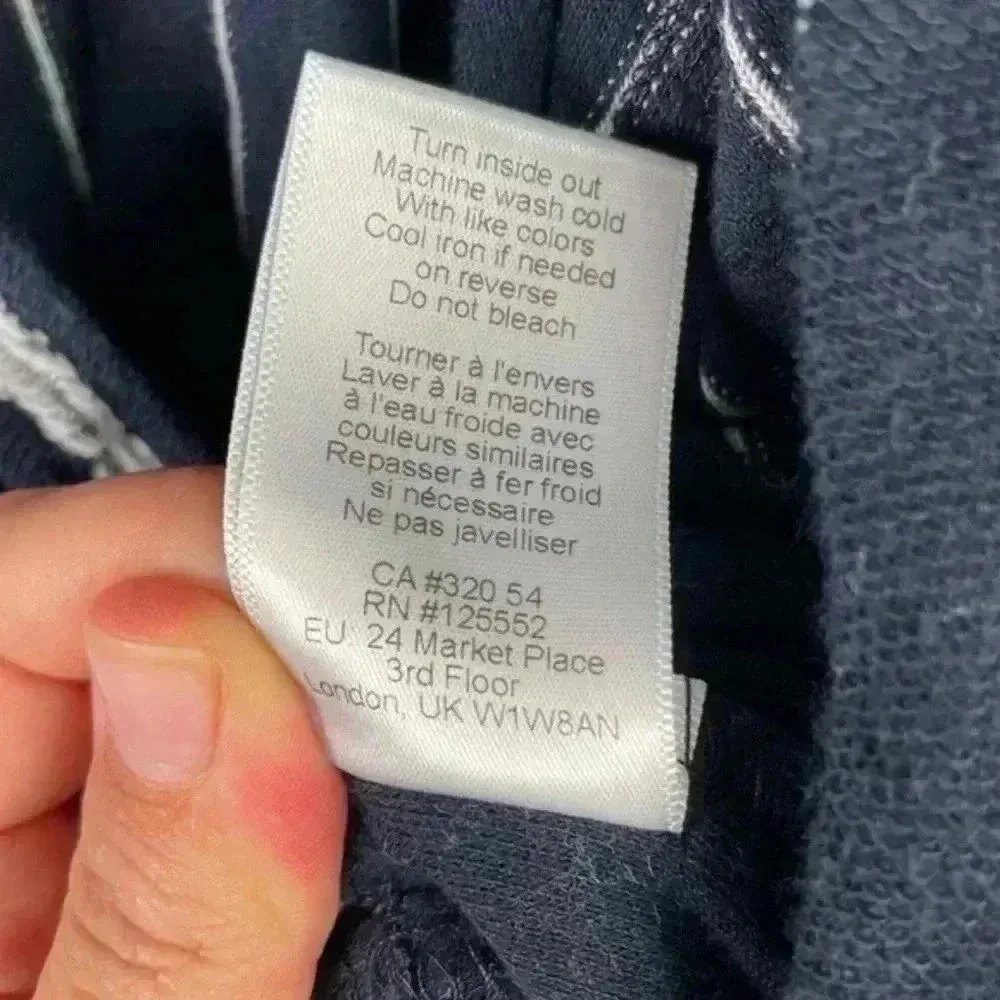 Turn inside out
Machine wash cold
With like colors
Cool iron if needed
on reverse
Do not bleach
Tourner à l'envers
Laver à la machine
à l'eau froide avec
couleurs similaires
Repasser à fer froid
si nécessaire
Ne pas javelliser
CA #320 54
RN #125552
EU: 24 Market Place
3rd Floor
London, UK W1W8AN